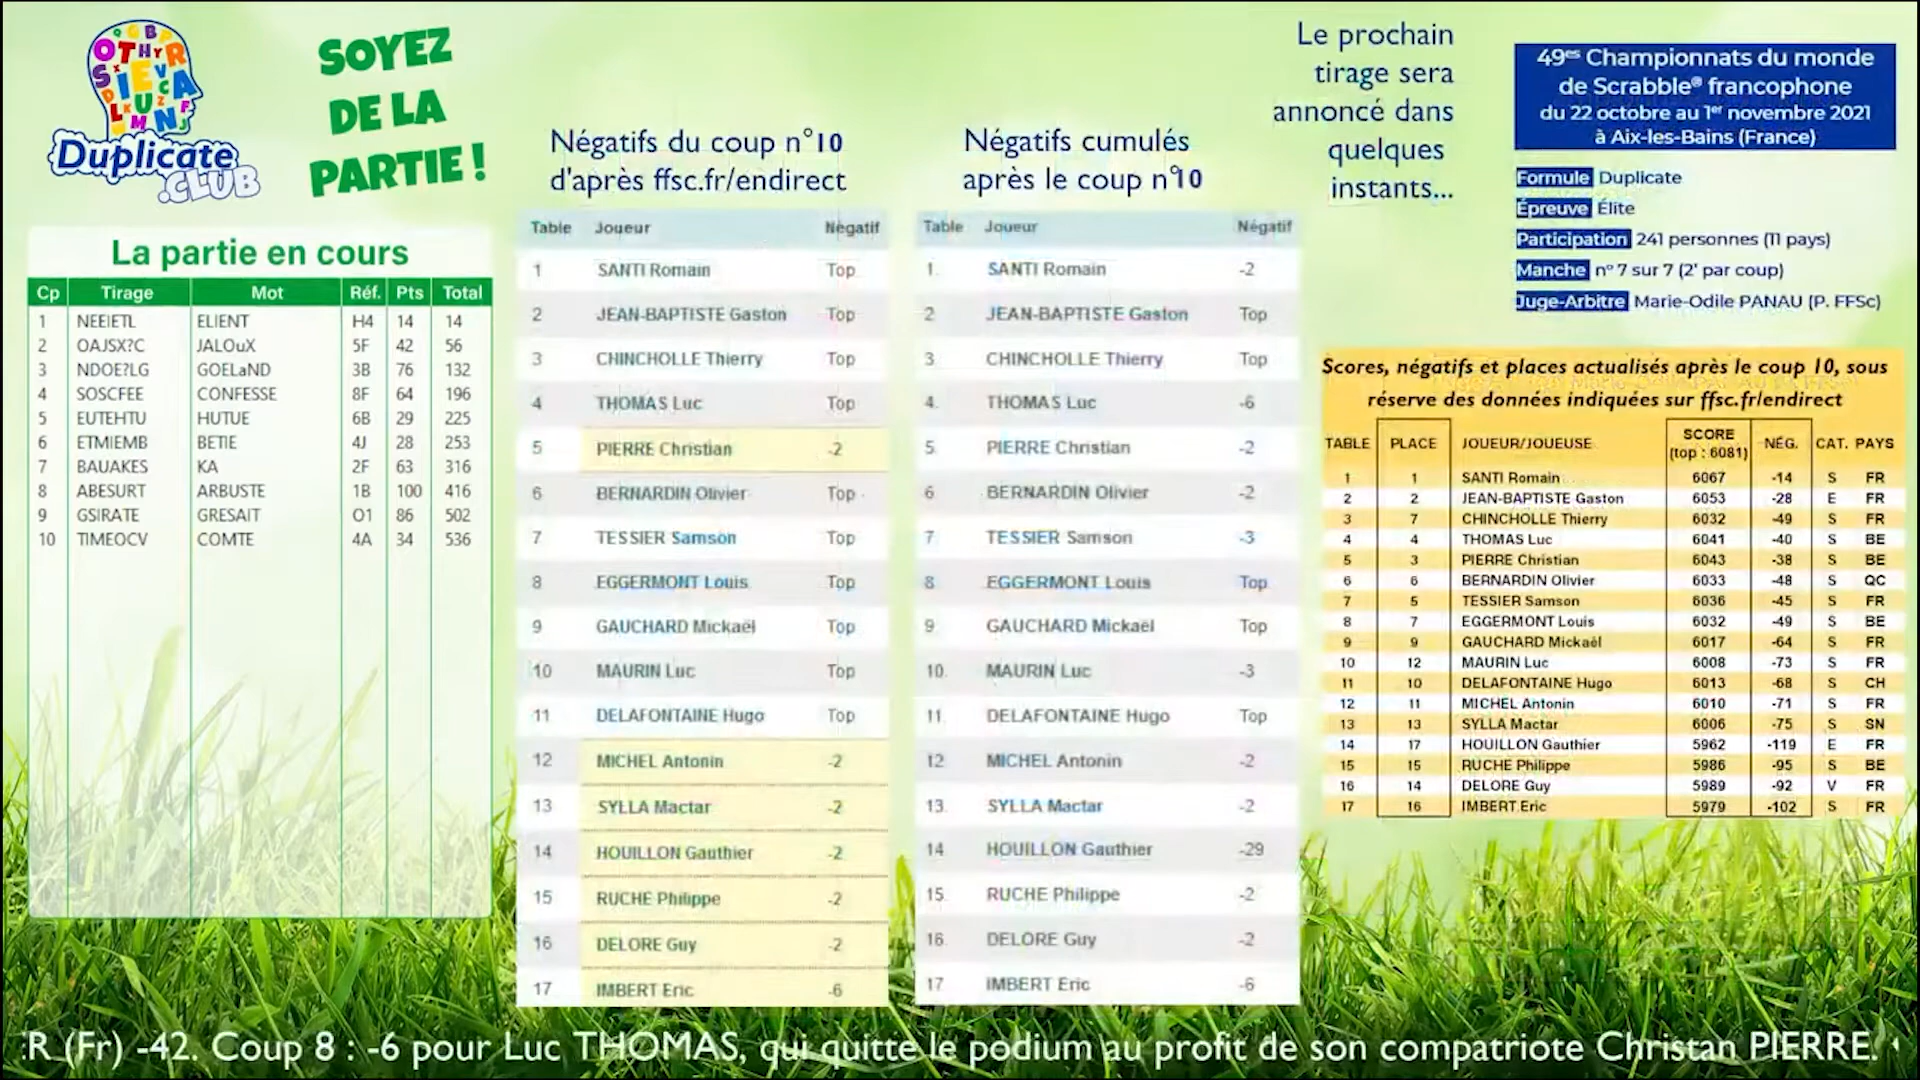 Duplicate
.CLUB
SOYEZ
DE LA
PARTIE !
La partie en cours
Cp Tirage Mot Réf. Pts Total
1 NEEIETL ELIENT H4 14 14
2 OAJSX?C JALOuX 5F 42 56
3 NDOE?LG GOELaND 3B 76 132
4 SOSCFEE CONFESSE 8F 64 196
5 EUTEHTU HUTUE 6B 29 225
6 ETMIEMB BETIE 4J 28 253
7 BAUAKES KA 2F 63 316
8 ABESURT ARBUSTE 1B 100 416
9 GSIRATE GRESAIT O1 86 502
10 TIMEOCV COMTE 4A 34 536
Négatifs du coup n°10
d'après ffsc.fr/endirect
Table Joueur Négatif
1 SANTI Romain Top
2 JEAN-BAPTISTE Gaston Top
3 CHINCHOLLE Thierry Top
4 THOMAS Luc Top
5 PIERRE Christian -2
6 BERNARDIN Olivier Top
7 TESSIER Samson Top
8 EGGERMONT Louis Top
9 GAUCHARD Mickaël Top
10 MAURIN Luc Top
11 DELAFONTAINE Hugo Top
12 MICHEL Antonin -2
13 SYLLA Mactar -2
14 HOUILLON Gauthier -2
15 RUCHE Philippe -2
16 DELORE Guy -2
17 IMBERT Eric -6
Négatifs cumulés
après le coup n°10
Table Joueur Négatif
1. SANTI Romain -2
2 JEAN-BAPTISTE Gaston Top
3. CHINCHOLLE Thierry Top
4. THOMAS Luc -6
5. PIERRE Christian -2
6 BERNARDIN Olivier -2
7 TESSIER Samson -3
8 EGGERMONT Louis Top
9. GAUCHARD Mickaël Top
10. MAURIN Luc -3
11. DELAFONTAINE Hugo Top
12 MICHEL Antonin -2
13. SYLLA Mactar -2
14 HOUILLON Gauthier -29
15. RUCHE Philippe -2
16. DELORE Guy -2
17 IMBERT Eric -6
Le prochain
tirage sera
annoncé dans
quelques
instants...
49es Championnats du monde
de Scrabble® francophone
du 22 octobre au 1er novembre 2021
à Aix-les-Bains (France)
Formule Duplicate
Épreuve Élite
Participation 241 personnes (11 pays)
Manche n° 7 sur 7 (2' par coup)
Juge-Arbitre Marie-Odile PANAU (P. FFSc)
Scores, négatifs et places actualisés après le coup 10, sous
réserve des données indiquées sur ffsc.fr/endirect
TABLE PLACE JOUEUR/JOUEUSE SCORE (top : 6081) NÉG. CAT. PAYS
1 1 SANTI Romain 6067 -14 S FR
2 2 JEAN-BAPTISTE Gaston 6053 -28 E FR
3 7 CHINCHOLLE Thierry 6032 -49 S FR
4 4 THOMAS Luc 6041 -40 S BE
5 3 PIERRE Christian 6043 -38 S BE
6 6 BERNARDIN Olivier 6033 -48 S QC
7 5 TESSIER Samson 6036 -45 S FR
8 7 EGGERMONT Louis 6032 -49 S BE
9 9 GAUCHARD Mickaël 6017 -64 S FR
10 12 MAURIN Luc 6008 -73 S FR
11 10 DELAFONTAINE Hugo 6013 -68 S CH
12 11 MICHEL Antonin 6010 -71 S FR
13 13 SYLLA Mactar 6006 -75 S SN
14 17 HOUILLON Gauthier 5962 -119 E FR
15 15 RUCHE Philippe 5986 -95 S BE
16 14 DELORE Guy 5989 -92 V FR
17 16 IMBERT Eric 5979 -102 S FR
R (Fr) -42. Coup 8 : -6 pour Luc THOMAS, qui quitte le podium au profit de son compatriote Christan PIERRE.